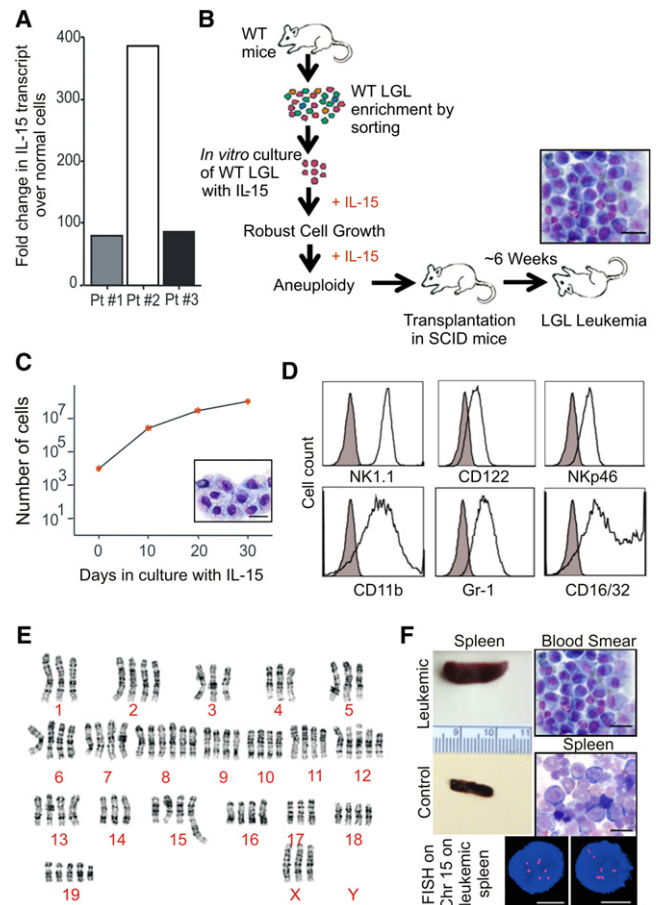 A
Fold change in IL-15 transcript
over normal cells
400
300
200
100
0
Pt #1
Pt #2
Pt #3
B
WT
mice
WT LGL
enrichment by
sorting
In vitro culture
of WT LGL
with IL-15
+ IL-15
Robust Cell Growth
+ IL-15
Aneuploidy
~6 Weeks
Transplantation
in SCID mice
LGL Leukemia
C
Number of cells
10^7
10^5
10^3
10^1
0
10
20
30
Days in culture with IL-15
D
Cell count
NK1.1
CD122
NKp46
CD11b
Gr-1
CD16/32
E
1
2
3
4
5
6
7
8
9
10
11
12
13
14
15
16
17
18
19
X
Y
F
Spleen
Blood Smear
Leukemic
9
10
11
Spleen
Control
FISH on
Chr 15 on
leukemic
spleen